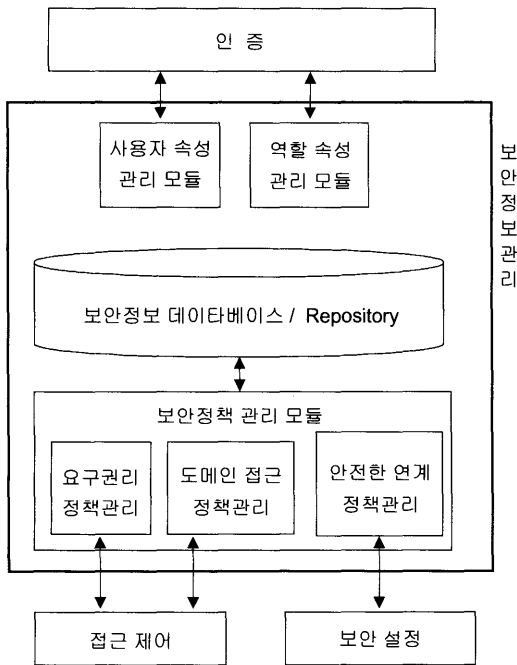 인 증
사용자 속성
관리 모듈
역할 속성
관리 모듈
보
안
정
보
관
리
보안정보 데이타베이스 / Repository
보안정책 관리 모듈
요구권리
정책관리
도메인 접근
정책관리
안전한 연계
정책관리
접근 제어
보안 설정